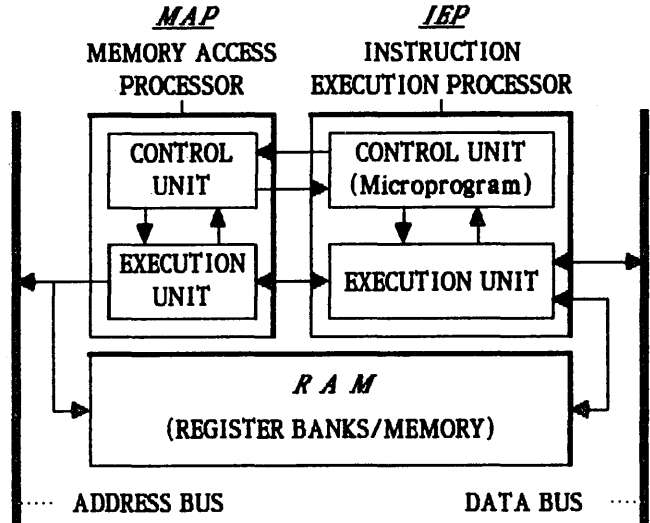 MAP
MEMORY ACCESS
PROCESSOR
IEP
INSTRUCTION
EXECUTION PROCESSOR
CONTROL
UNIT
CONTROL UNIT
(Microprogram)
EXECUTION
UNIT
EXECUTION UNIT
R A M
(REGISTER BANKS/MEMORY)
ADDRESS BUS
DATA BUS